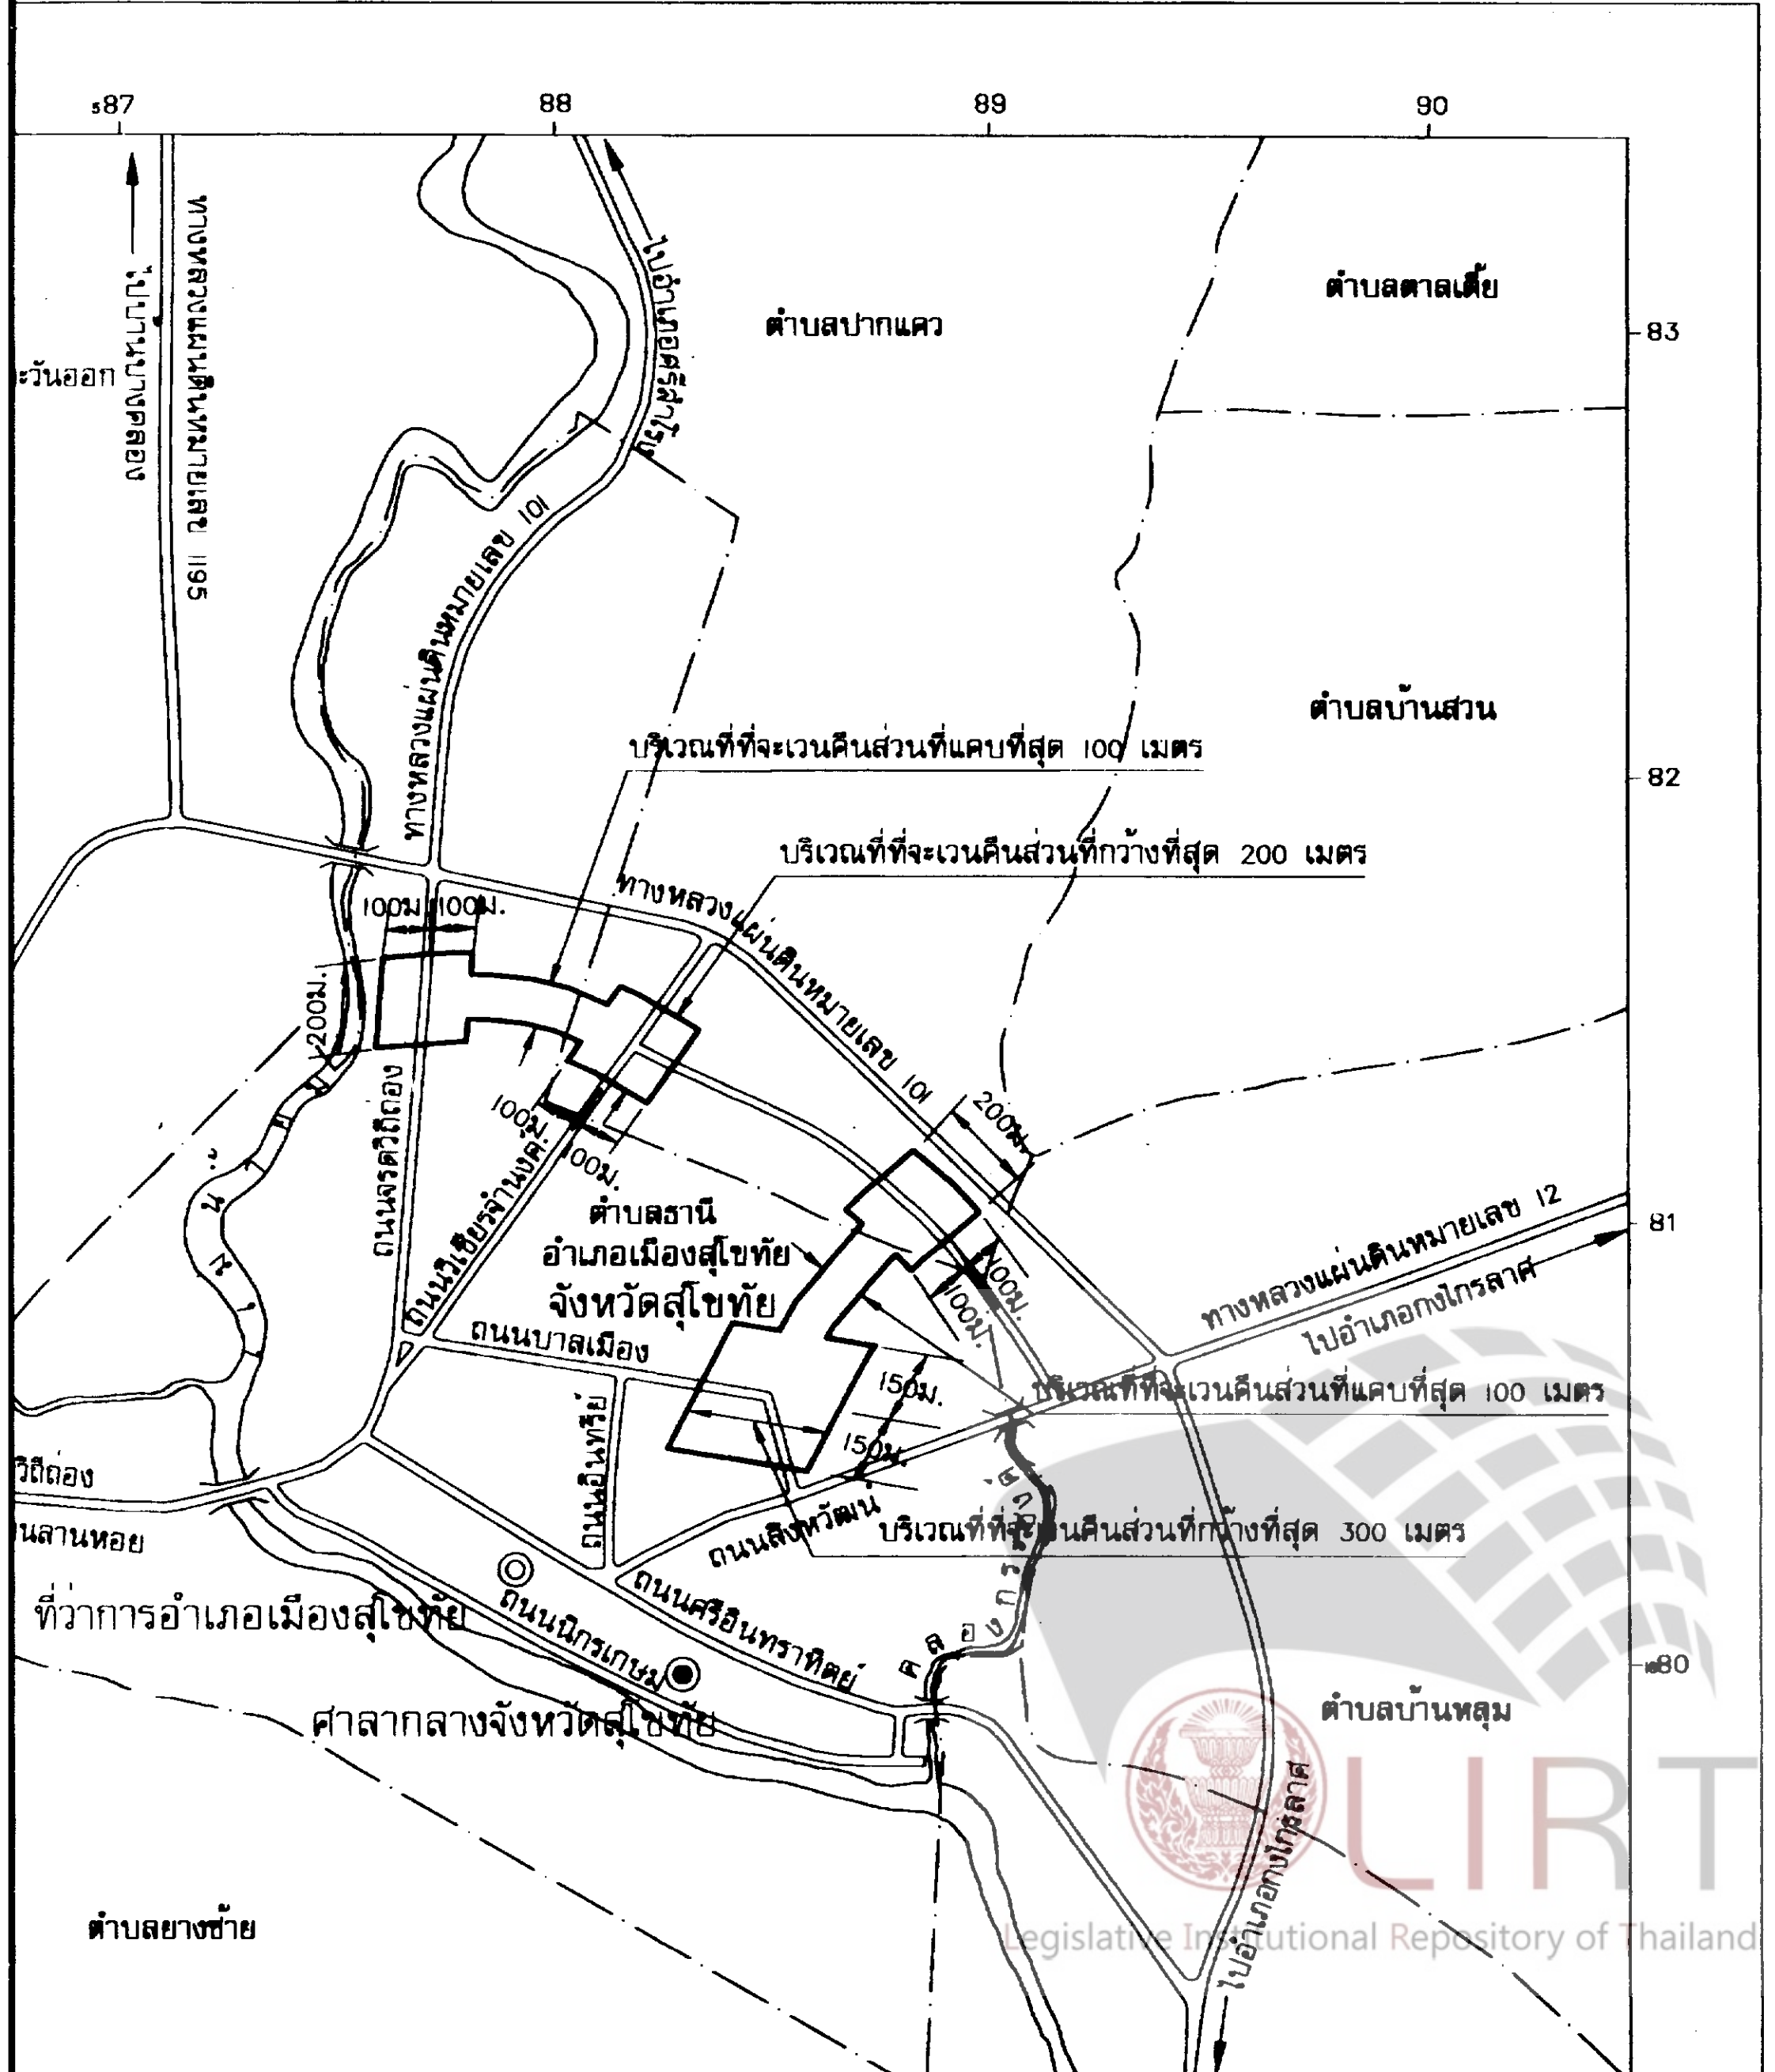 587 88 89 90
ทางหลวงแผ่นดินหมายเลข 1195
ไปบ้านบางคลอง
ไปอำเภอศรีสำโรง
ตำบลปากแคว
ตำบลตาลเตี้ย
83
ะวันออก
ทางหลวงแผ่นดินหมายเลข 101
ตำบลบ้านสวน
บริเวณที่ที่จะเวนคืนส่วนที่แคบที่สุด 100 เมตร
82
บริเวณที่ที่จะเวนคืนส่วนที่กว้างที่สุด 200 เมตร
ทางหลวงแผ่นดินหมายเลข 101
100ม. 100ม.
200ม.
ถนนจรดวิถีถ่อง
100ม.
100ม.
200ม.
แม่น้ำยม
ถนนวิเชียรจำนงค์
ตำบลธานี
อำเภอเมืองสุโขทัย
จังหวัดสุโขทัย
81
ทางหลวงแผ่นดินหมายเลข 12
ไปอำเภอกงไกรลาศ
100ม.
100ม.
ถนนบาลเมือง
150ม.
150ม.
บริเวณที่ที่จะเวนคืนส่วนที่แคบที่สุด 100 เมตร
ถนนอินทรีย์
วิถีถ่อง
นลานหอย
ถนนสิงหวัฒน์
บริเวณที่ที่จะเวนคืนส่วนที่กว้างที่สุด 300 เมตร
ที่ว่าการอำเภอเมืองสุโขทัย
ถนนนิกรเกษม
ถนนศรีอินทราทิตย์
80
ศาลากลางจังหวัดสุโขทัย
ตำบลบ้านหลุม
LIRT
Legislative Institutional Repository of Thailand
ไปอำเภอกงไกรลาศ
ตำบลยางซ้าย